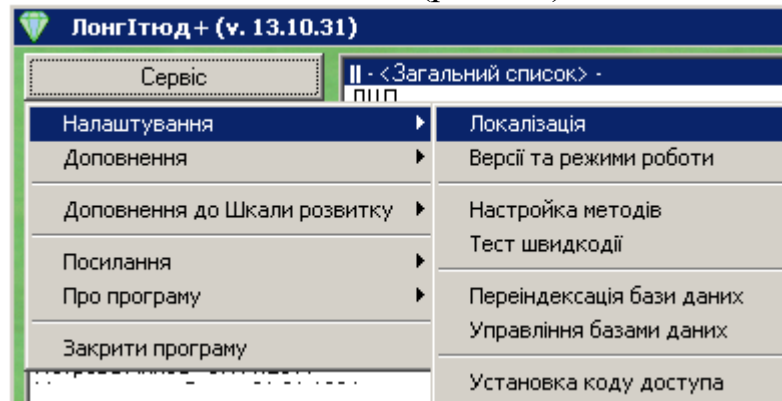 ЛонгІтюд+ (v. 13.10.31)
Сервіс
|| - <Загальний список> -
Налаштування
Доповнення
Доповнення до Шкали розвитку
Посилання
Про програму
Закрити програму
Локалізація
Версії та режими роботи
Настройка методів
Тест швидкодії
Переіндексація бази даних
Управління базами даних
Установка коду доступа